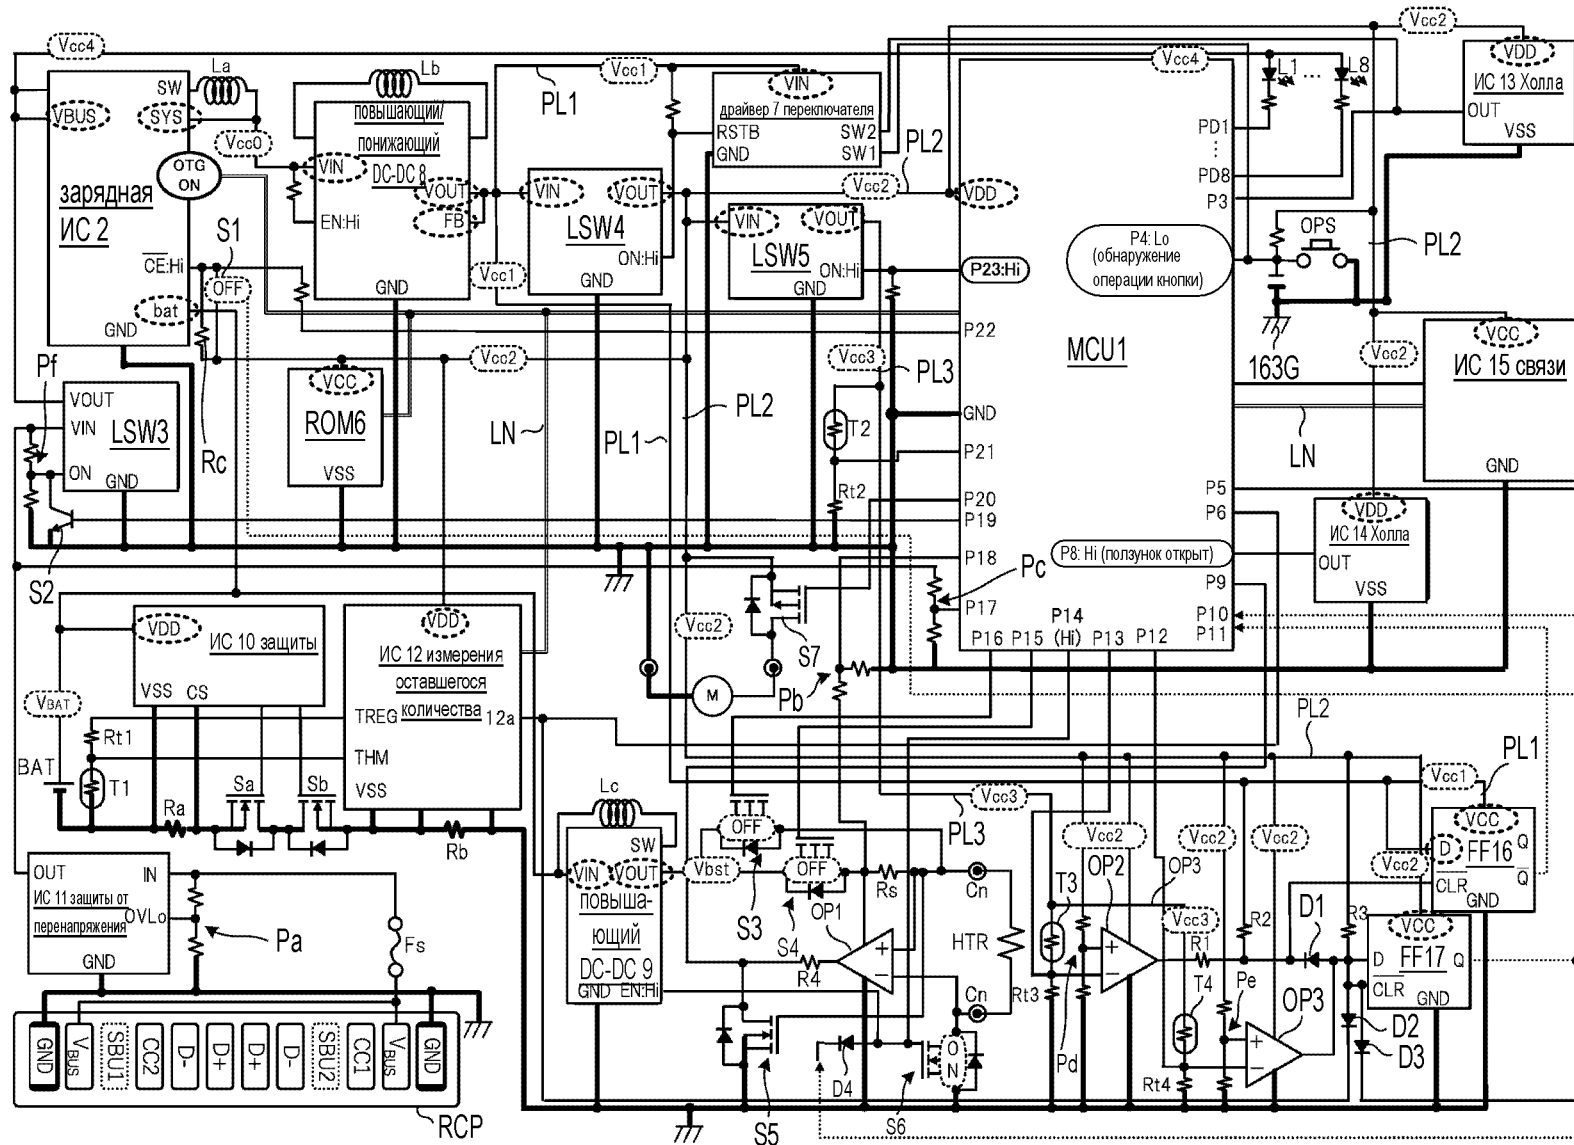 Vcc4
La
Lb
Vcc1
PL1
Vcc4
Vcc2
SW
VBUS
SYS
Vcc0
OTG
ON
зарядная
ИС 2
CE:Hi
bat
GND
S1
OFF
повышающий/
понижающий
DC-DC 8
VIN
VOUT
FB
EN:Hi
GND
VIN
VOUT
LSW4
ON:Hi
GND
Vcc1
VIN
драйвер 7 переключателя
RSTB
SW2
GND
SW1
PL2
Vcc2
VIN
VOUT
LSW5
ON:Hi
GND
VDD
P23:Hi
P22
MCU1
L1 ... L8
PD1
PD8
P3
P4: Lo
(обнаружение
операции кнопки)
OPS
PL2
163G
VDD
ИС 13 Холла
OUT
VSS
Vcc2
VCC
ИС 15 связи
GND
LN
Pf
VOUT
VIN
LSW3
ON
GND
Rc
S2
Vcc2
VCC
ROM6
VSS
LN
PL1
PL2
Vcc3
PL3
T2
Rt2
GND
P21
P20
P19
P18
P17
Pc
P16
P15
P14
(Hi)
P13
P12
P5
P6
P8: Hi (ползунок открыт)
P9
P10
P11
VDD
ИС 14 Холла
OUT
VSS
VDD
ИС 10 защиты
VSS
CS
VBAT
BAT
Rt1
T1
Ra
Sa
Sb
Rb
VDD
ИС 12 измерения
оставшегося
количества
12a
TREG
THM
VSS
Vcc2
S7
M
Pb
PL2
OUT
IN
ИС 11 защиты от
перенапряжения
OVLo
GND
Pa
Fs
GND
VBUS
SBU1
CC2
D-
D+
D+
D-
SBU2
CC1
VBUS
GND
RCP
Lc
SW
VIN
VOUT
повыша-
ющий
DC-DC 9
GND
EN:Hi
Vbst
OFF
S3
OFF
S4
OP1
Rs
R4
S5
D4
S6
O
N
Cn
HTR
Cn
PL3
Vcc3
T3
Rt3
Pd
Vcc2
OP2
OP3
Vcc3
R1
T4
Rt4
Vcc2
R2
Pe
Vcc2
OP3
D1
R3
D2
D3
Vcc1
PL1
VCC
D
Q
FF16
CLR
Q
GND
Vcc2
VCC
D
FF17
Q
CLR
GND